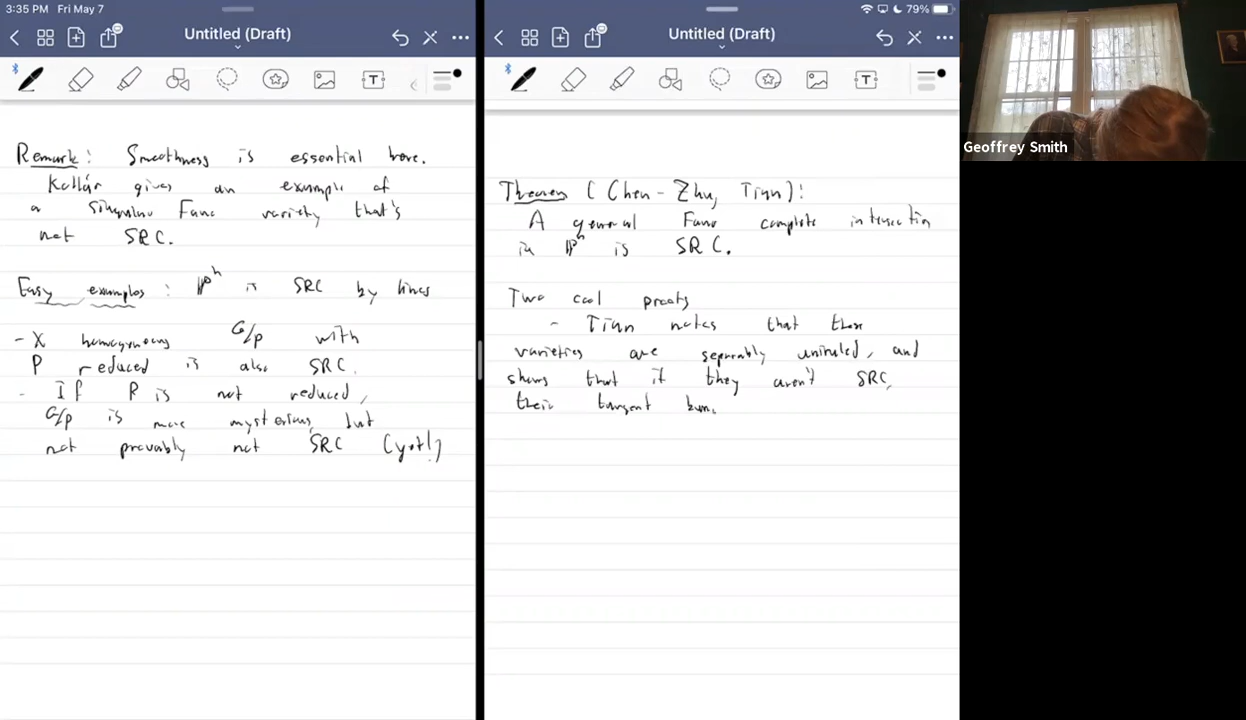 3:35 PM Fri May 7
79%
Untitled (Draft)
Untitled (Draft)
Remark: Smoothness is essential here.
Kollár gives an example of
a singular Fano variety that's
not SRC.
Easy examples: ℙⁿ is SRC by lines
- X homogeneous G/P with
P reduced is also SRC.
- If P is not reduced,
G/P is more mysterious, but
not provably not SRC (yet!)
Theorem (Chen-Zhu, Tian):
A general Fano complete intersection
in ℙⁿ is SRC.
Two cool proofs
- Tian notes that these
varieties are separably uniruled, and
shows that if they aren't SRC,
their tangent bun
Geoffrey Smith